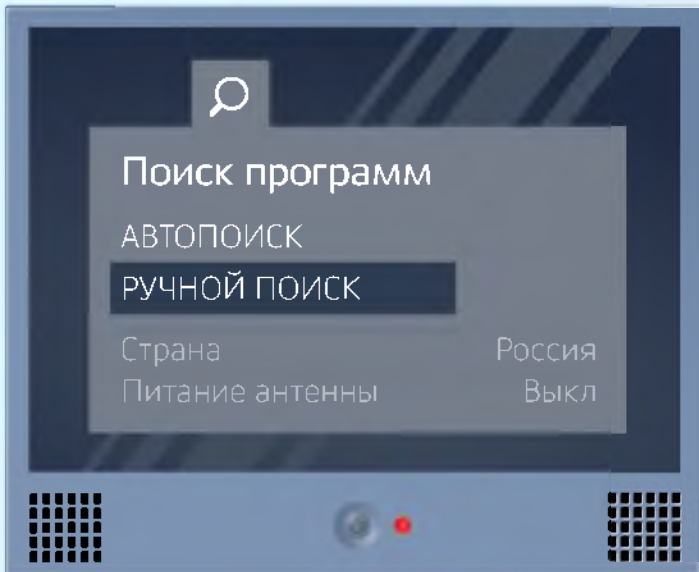 Поиск программ
АВТОПОИСК
РУЧНОЙ ПОИСК
Страна Россия
Питание антенны Выкл